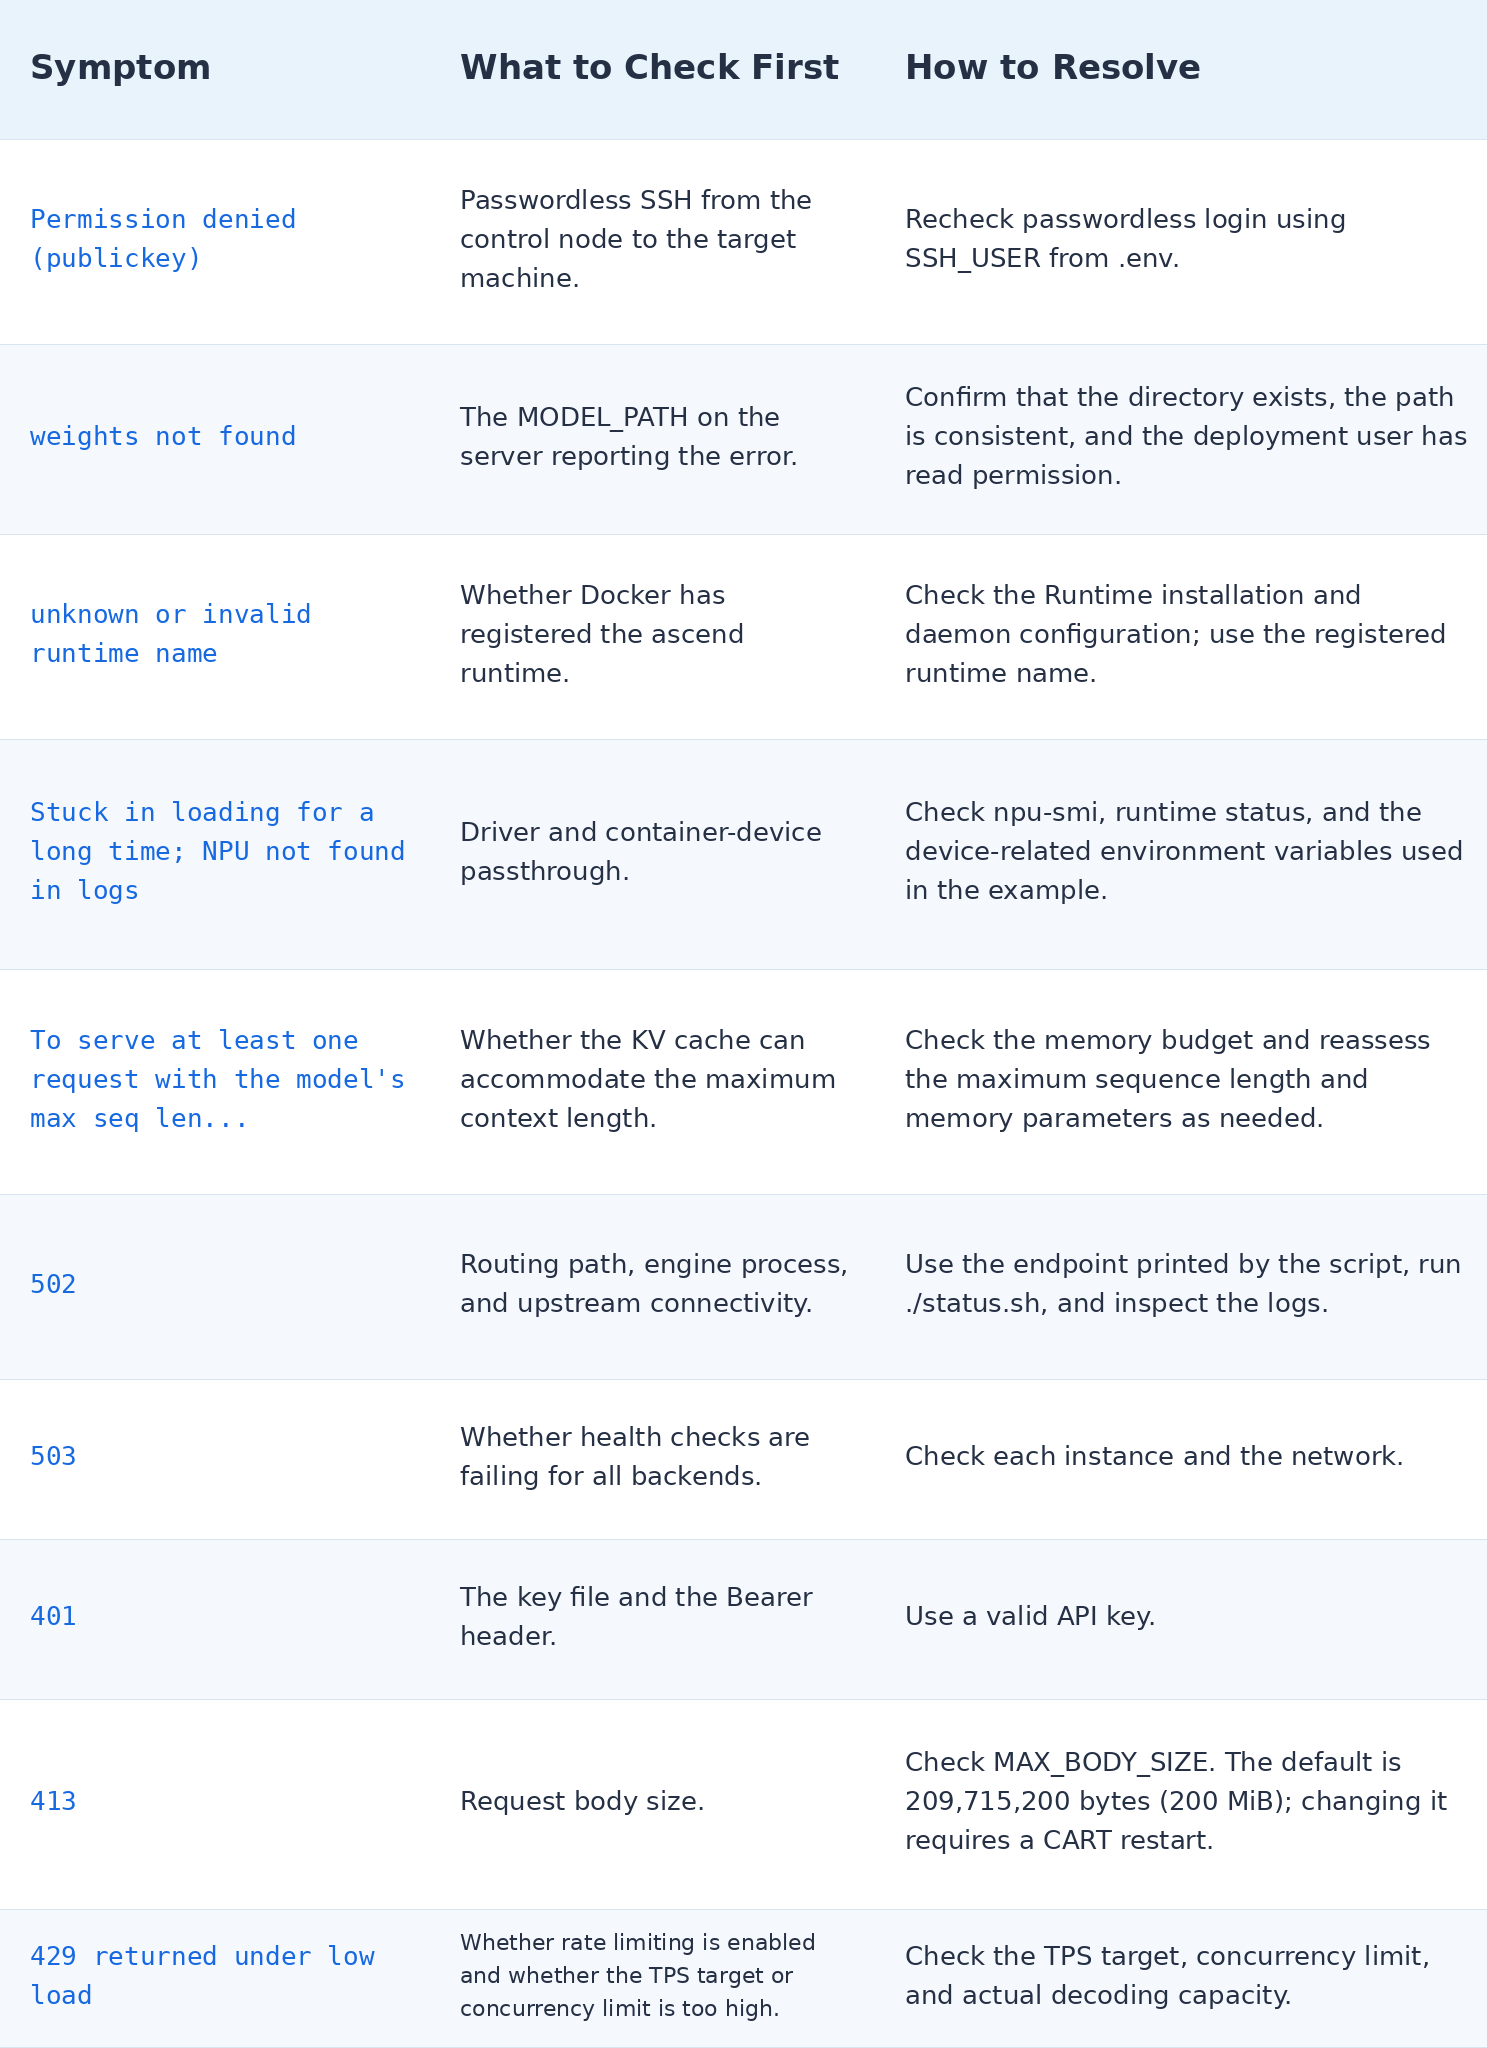 Symptom
What to Check First
How to Resolve
Permission denied
(publickey)
Passwordless SSH from the
control node to the target
machine.
Recheck passwordless login using
SSH_USER from .env.
weights not found
The MODEL_PATH on the
server reporting the error.
Confirm that the directory exists, the path
is consistent, and the deployment user has
read permission.
unknown or invalid
runtime name
Whether Docker has
registered the ascend
runtime.
Check the Runtime installation and
daemon configuration; use the registered
runtime name.
Stuck in loading for a
long time; NPU not found
in logs
Driver and container-device
passthrough.
Check npu-smi, runtime status, and the
device-related environment variables used
in the example.
To serve at least one
request with the model's
max seq len...
Whether the KV cache can
accommodate the maximum
context length.
Check the memory budget and reassess
the maximum sequence length and
memory parameters as needed.
502
Routing path, engine process,
and upstream connectivity.
Use the endpoint printed by the script, run
./status.sh, and inspect the logs.
503
Whether health checks are
failing for all backends.
Check each instance and the network.
401
The key file and the Bearer
header.
Use a valid API key.
413
Request body size.
Check MAX_BODY_SIZE. The default is
209,715,200 bytes (200 MiB); changing it
requires a CART restart.
429 returned under low
load
Whether rate limiting is enabled
and whether the TPS target or
concurrency limit is too high.
Check the TPS target, concurrency limit,
and actual decoding capacity.